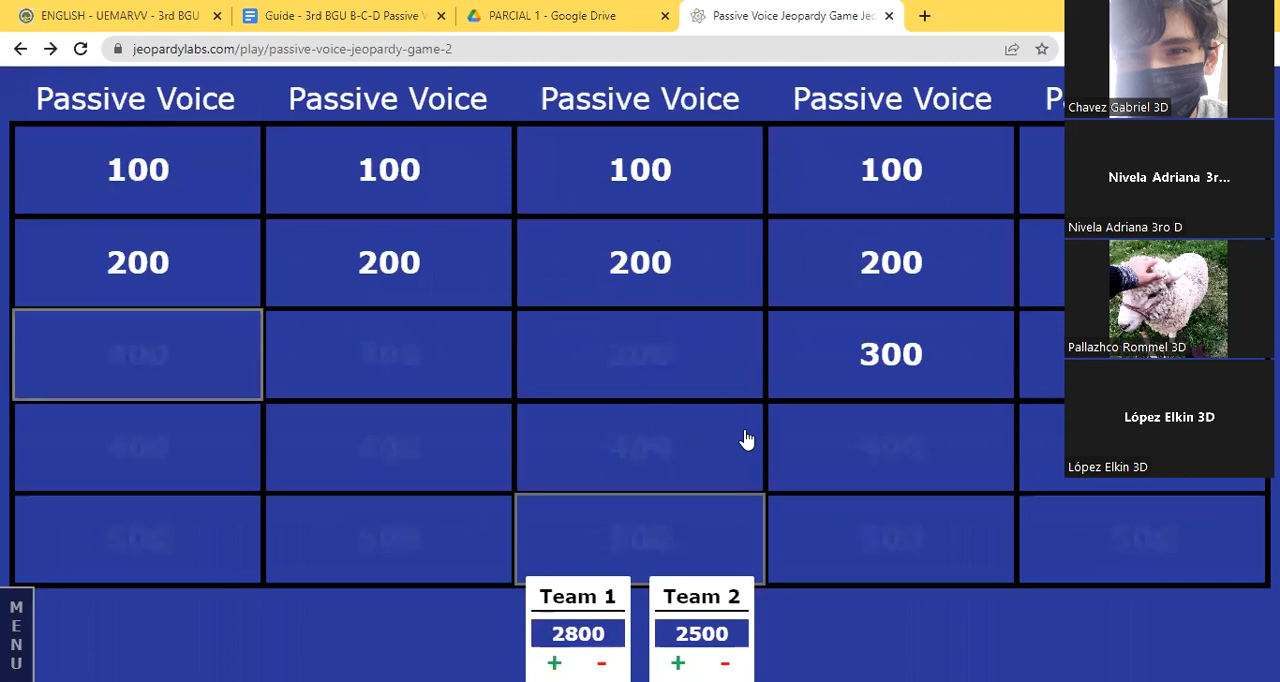 ENGLISH - UEMARVV - 3rd BGU
Guide - 3rd BGU B-C-D Passive V
PARCIAL 1 - Google Drive
Passive Voice Jeopardy Game Jeo
jeopardylabs.com/play/passive-voice-jeopardy-game-2
Passive Voice Passive Voice Passive Voice Passive Voice P
100 100 100 100
200 200 200 200
300
Team 1 Team 2
2800 2500
+ - + -
MENU
Chavez Gabriel 3D
Nivela Adriana 3r...
Nivela Adriana 3ro D
Pallazhco Rommel 3D
López Elkin 3D
López Elkin 3D